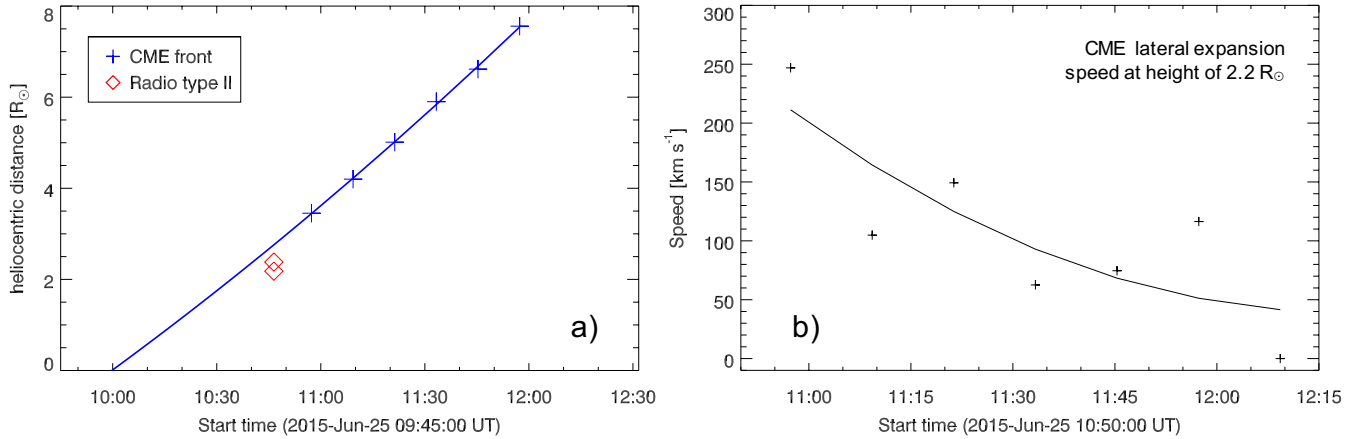 8
6
4
2
0
heliocentric distance [R☉]
CME front
Radio type II
a)
10:00 10:30 11:00 11:30 12:00 12:30
Start time (2015-Jun-25 09:45:00 UT)
300
250
200
150
100
50
0
Speed [km s⁻¹]
CME lateral expansion
speed at height of 2.2 R☉
b)
11:00 11:15 11:30 11:45 12:00 12:15
Start time (2015-Jun-25 10:50:00 UT)